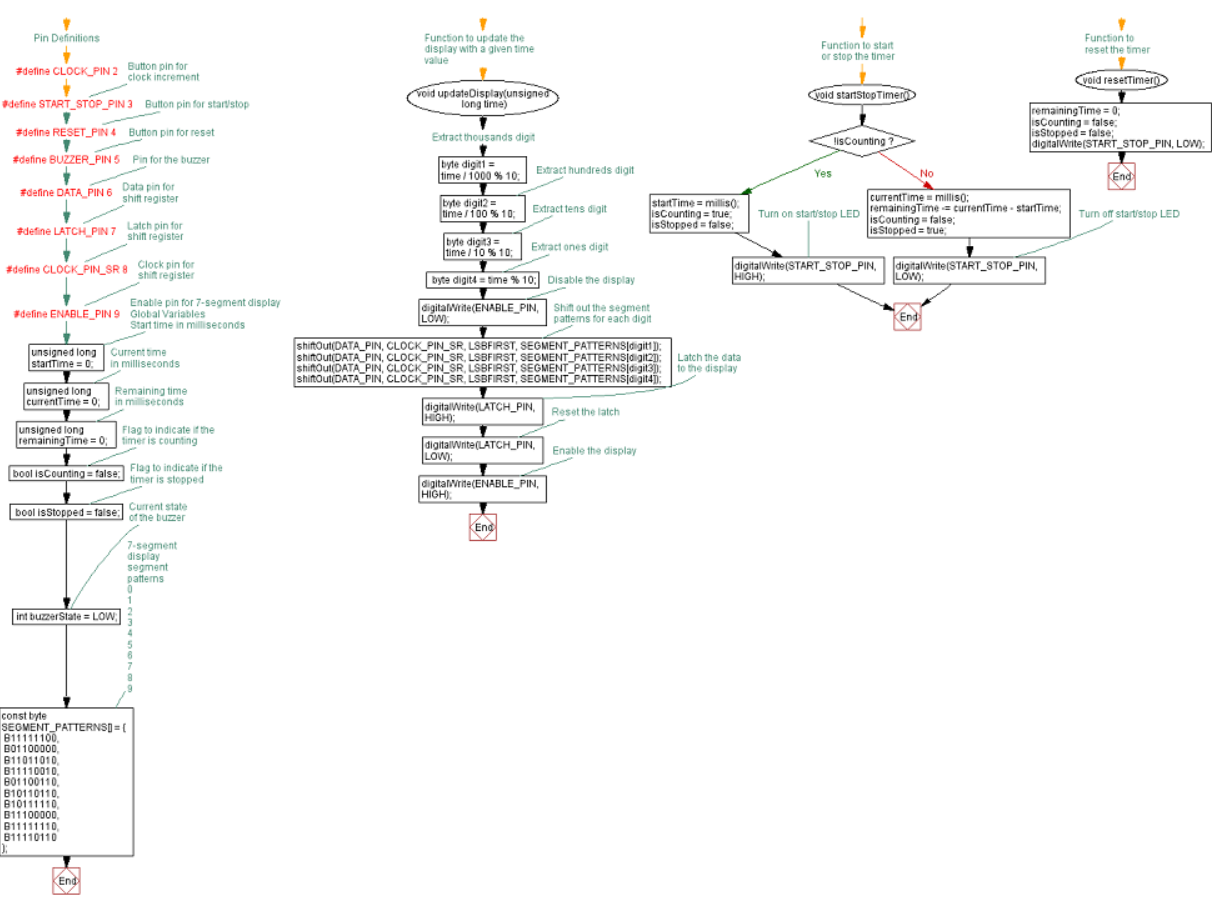 Pin Definitions
#define CLOCK_PIN 2
Button pin for
clock increment
#define START_STOP_PIN 3
Button pin for start/stop
#define RESET_PIN 4
Button pin for reset
#define BUZZER_PIN 5
Pin for the buzzer
#define DATA_PIN 6
Data pin for
shift register
#define LATCH_PIN 7
Latch pin for
shift register
#define CLOCK_PIN_SR 8
Clock pin for
shift register
#define ENABLE_PIN 9
Enable pin for 7-segment display
Global Variables
Start time in milliseconds
unsigned long
startTime = 0;
Current time
in milliseconds
unsigned long
currentTime = 0;
Remaining time
in milliseconds
unsigned long
remainingTime = 0;
Flag to indicate if the
timer is counting
bool isCounting = false;
Flag to indicate if the
timer is stopped
bool isStopped = false;
Current state
of the buzzer
7-segment
display
segment
patterns
0
1
2
3
4
5
6
7
8
9
int buzzerState = LOW;
const byte
SEGMENT_PATTERNS[] = {
B11111100,
B01100000,
B11011010,
B11110010,
B01100110,
B10110110,
B10111110,
B11100000,
B11111110,
B11110110
};
End
Function to update the
display with a given time
value
void updateDisplay(unsigned
long time)
Extract thousands digit
byte digit1 =
time / 1000 % 10;
Extract hundreds digit
byte digit2 =
time / 100 % 10;
Extract tens digit
byte digit3 =
time / 10 % 10;
Extract ones digit
byte digit4 = time % 10;
Disable the display
digitalWrite(ENABLE_PIN,
LOW);
Shift out the segment
patterns for each digit
shiftOut(DATA_PIN, CLOCK_PIN_SR, LSBFIRST, SEGMENT_PATTERNS[digit1]);
shiftOut(DATA_PIN, CLOCK_PIN_SR, LSBFIRST, SEGMENT_PATTERNS[digit2]);
shiftOut(DATA_PIN, CLOCK_PIN_SR, LSBFIRST, SEGMENT_PATTERNS[digit3]);
shiftOut(DATA_PIN, CLOCK_PIN_SR, LSBFIRST, SEGMENT_PATTERNS[digit4]);
Latch the data
to the display
digitalWrite(LATCH_PIN,
HIGH);
Reset the latch
digitalWrite(LATCH_PIN,
LOW);
Enable the display
digitalWrite(ENABLE_PIN,
HIGH);
End
Function to start
or stop the timer
void startStopTimer()
!isCounting ?
Yes
No
startTime = millis();
isCounting = true;
isStopped = false;
Turn on start/stop LED
digitalWrite(START_STOP_PIN,
HIGH);
currentTime = millis();
remainingTime -= currentTime - startTime;
isCounting = false;
isStopped = true;
Turn off start/stop LED
digitalWrite(START_STOP_PIN,
LOW);
End
Function to
reset the timer
void resetTimer()
remainingTime = 0;
isCounting = false;
isStopped = false;
digitalWrite(START_STOP_PIN, LOW);
End